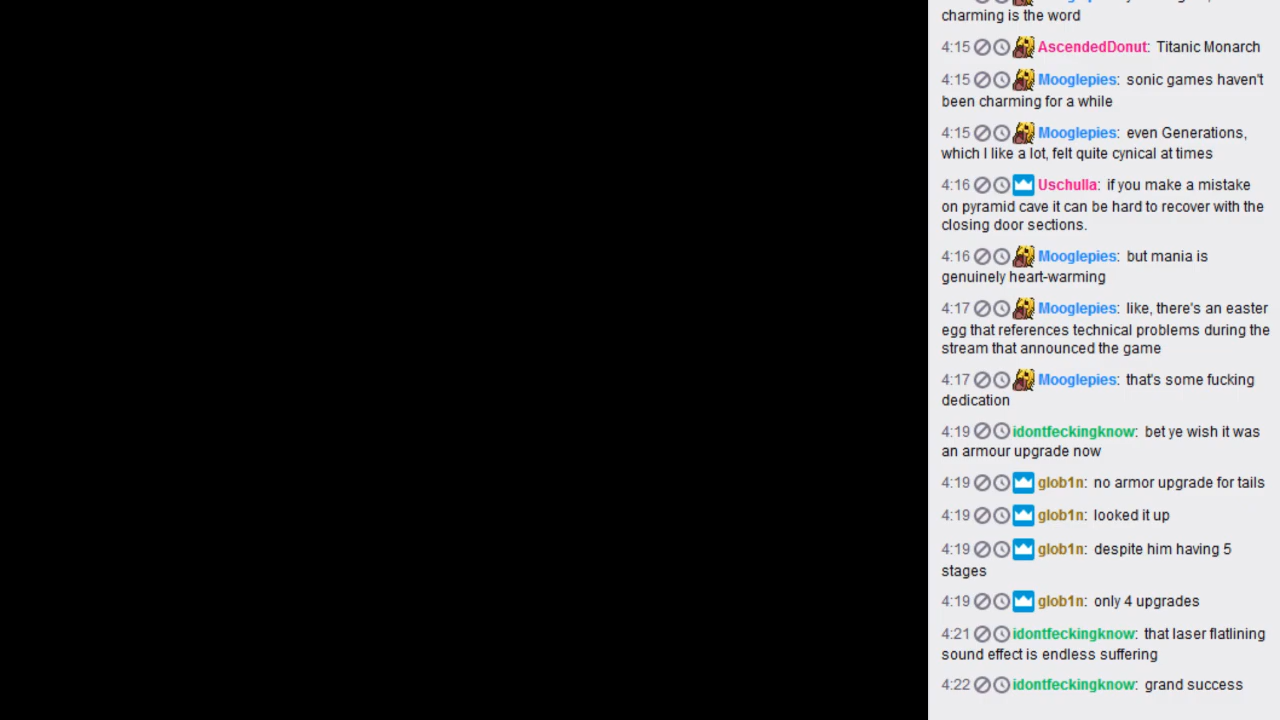 charming is the word
4:15 AscendedDonut: Titanic Monarch
4:15 Mooglepies: sonic games haven't
been charming for a while
4:15 Mooglepies: even Generations,
which I like a lot, felt quite cynical at times
4:16 Uschulla: if you make a mistake
on pyramid cave it can be hard to recover with the
closing door sections.
4:16 Mooglepies: but mania is
genuinely heart-warming
4:17 Mooglepies: like, there's an easter
egg that references technical problems during the
stream that announced the game
4:17 Mooglepies: that's some fucking
dedication
4:19 idontfeckingknow: bet ye wish it was
an armour upgrade now
4:19 glob1n: no armor upgrade for tails
4:19 glob1n: looked it up
4:19 glob1n: despite him having 5
stages
4:19 glob1n: only 4 upgrades
4:21 idontfeckingknow: that laser flatlining
sound effect is endless suffering
4:22 idontfeckingknow: grand success